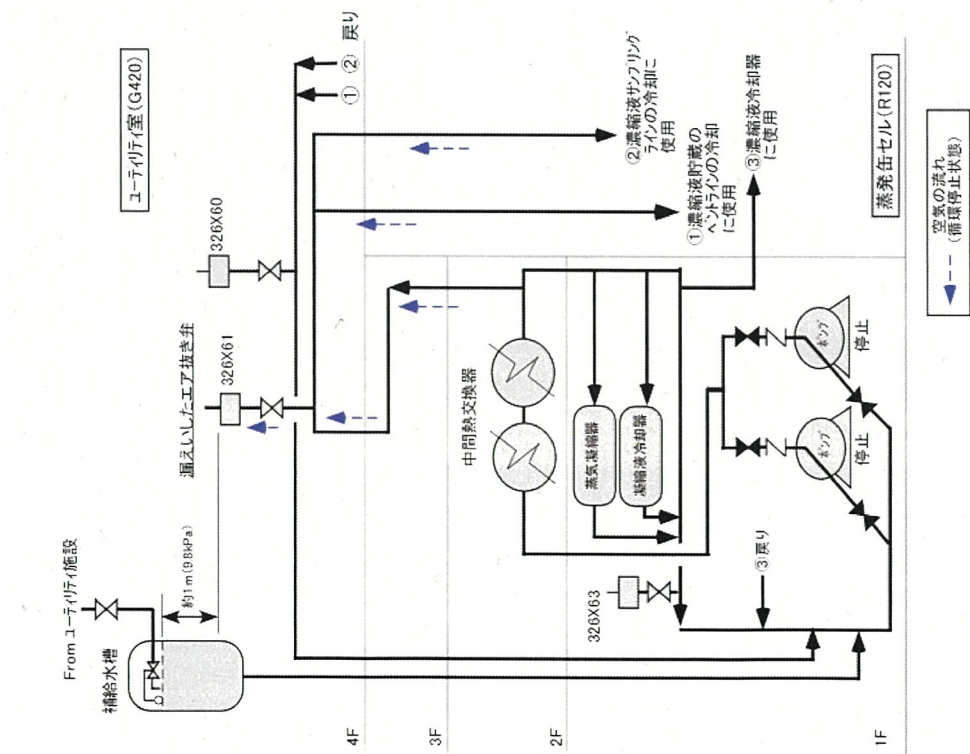 ユーティリティ室(G420)
① ② 戻り
326X60
漏えいしたエア抜き弁
326X61
約1m(9.8kPa)
From ユーティリティ施設
補給水槽
4F
3F
2F
1F
②濃縮液サンプリング
ラインの冷却に
使用
①濃縮液貯蔵の
ベントラインの冷却
に使用
③濃縮液冷却器
に使用
蒸発缶セル(R120)
中間熱交換器
蒸気凝縮器
凝縮液冷却器
ポンプ
停止
ポンプ
停止
326X63
③戻り
空気の流れ
(循環停止状態)